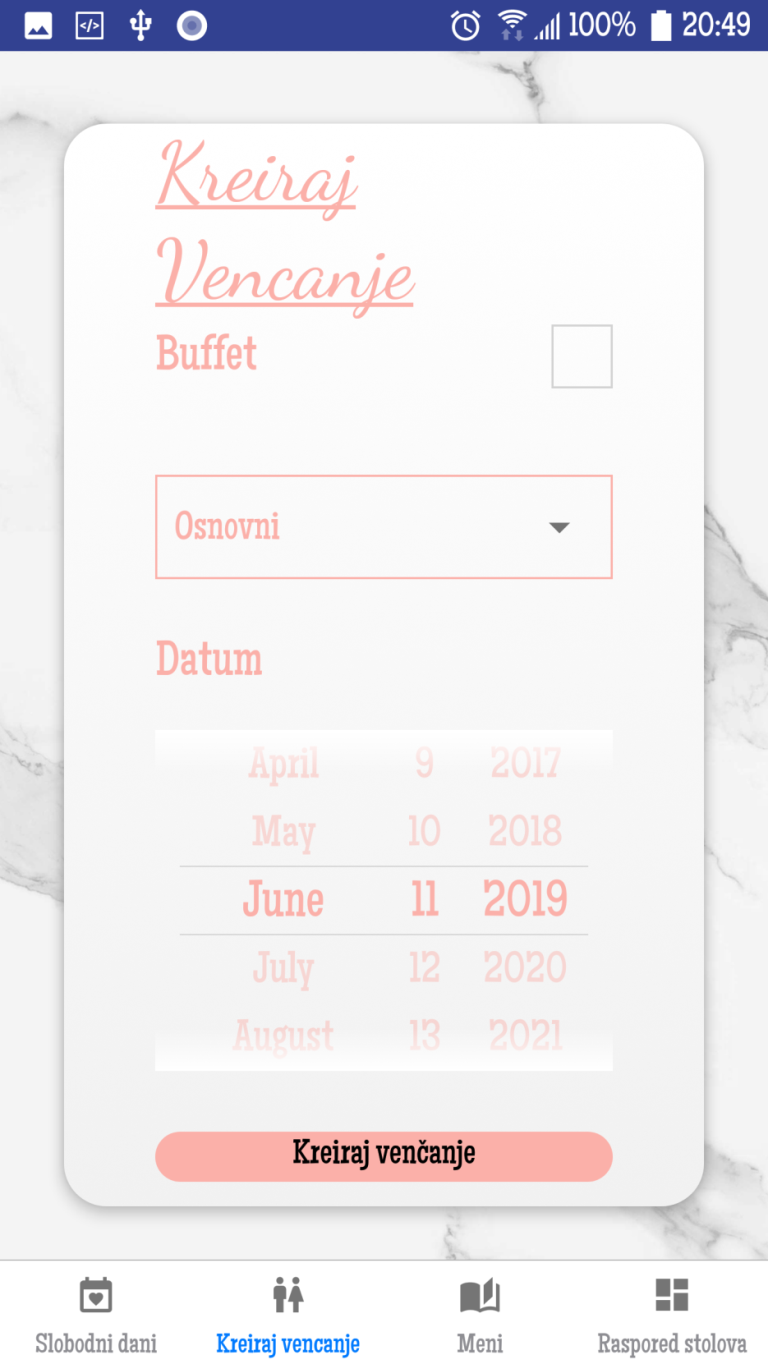 100% 20:49
Kreiraj
Vencanje
Buffet
Osnovni
Datum
April 9 2017
May 10 2018
June 11 2019
July 12 2020
August 13 2021
Kreiraj venčanje
Slobodni dani Kreiraj vencanje Meni Raspored stolova